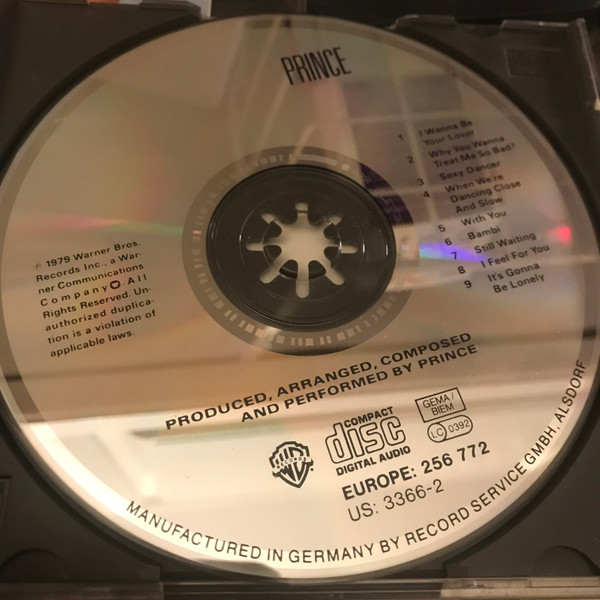 PRINCE
1 I Wanna Be
Your Lover
2 Why You Wanna
Treat Me So Bad?
3 Sexy Dancer
4 When We're
Dancing Close
And Slow
5 With You
6 Bambi
7 Still Waiting
8 I Feel For You
9 It's Gonna
Be Lonely
℗ 1979 Warner Bros.
Records Inc., a War-
ner Communications
Company All
Rights Reserved. Un-
authorized duplica-
tion is a violation of
applicable laws.
PRODUCED, ARRANGED, COMPOSED
AND PERFORMED BY PRINCE
WB
RECORDS
COMPACT
disc
DIGITAL AUDIO
GEMA/
BIEM
LC 0392
EUROPE: 256 772
US: 3366-2
MANUFACTURED IN GERMANY BY RECORD SERVICE GMBH, ALSDORF